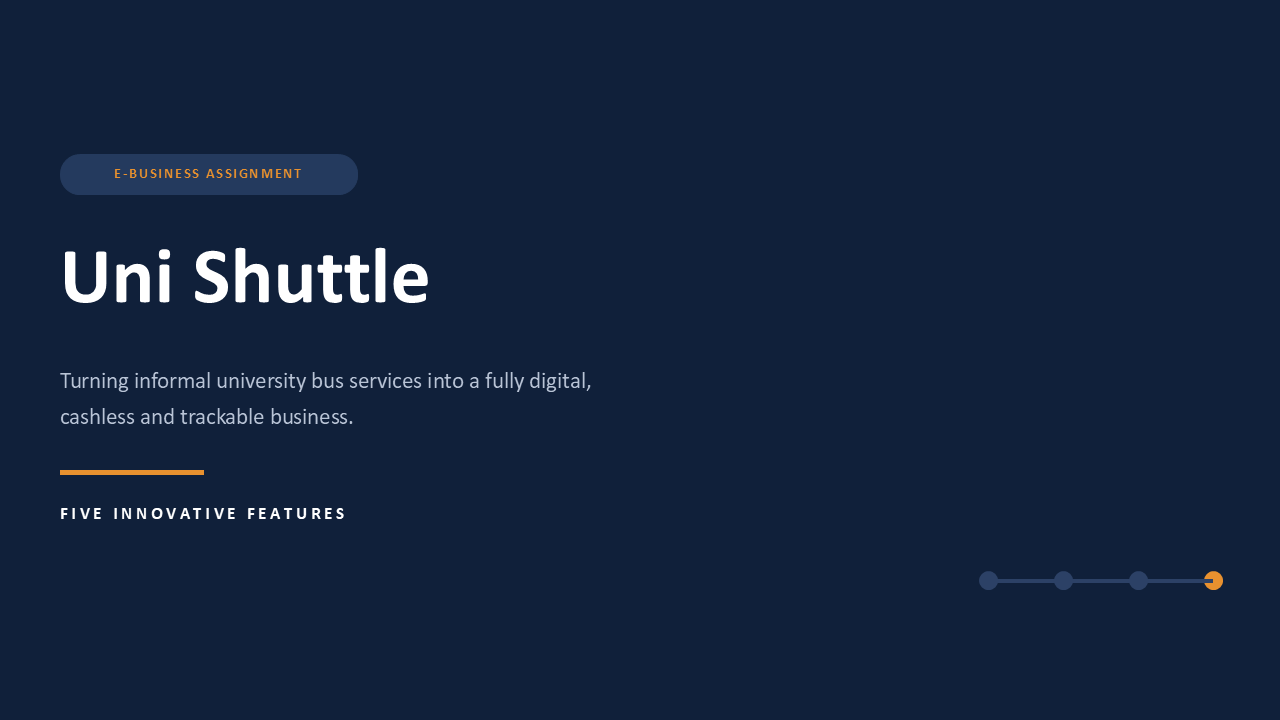 E-BUSINESS ASSIGNMENT
Uni Shuttle
Turning informal university bus services into a fully digital,
cashless and trackable business.
FIVE INNOVATIVE FEATURES